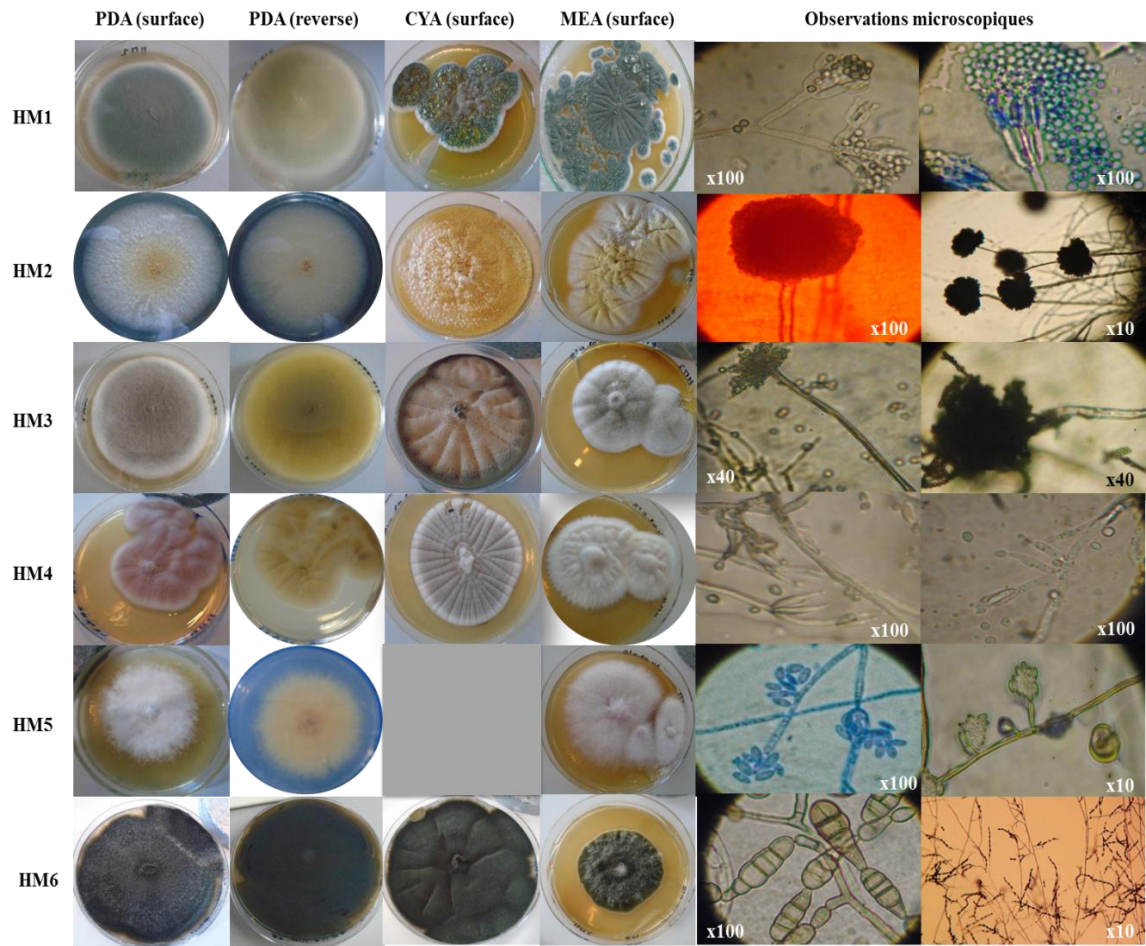 PDA (surface) PDA (reverse) CYA (surface) MEA (surface) Observations microscopiques
HM1
x100 x100
HM2
x100 x10
HM3
x40 x40
HM4
x100 x100
HM5
x100 x10
HM6
x100 x10